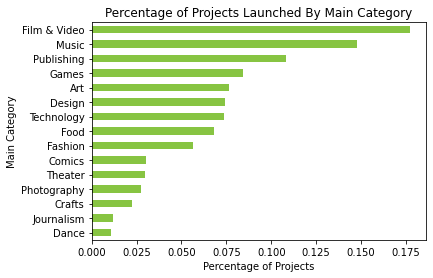 Percentage of Projects Launched By Main Category
Main Category
Film & Video
Music
Publishing
Games
Art
Design
Technology
Food
Fashion
Comics
Theater
Photography
Crafts
Journalism
Dance
0.000 0.025 0.050 0.075 0.100 0.125 0.150 0.175
Percentage of Projects